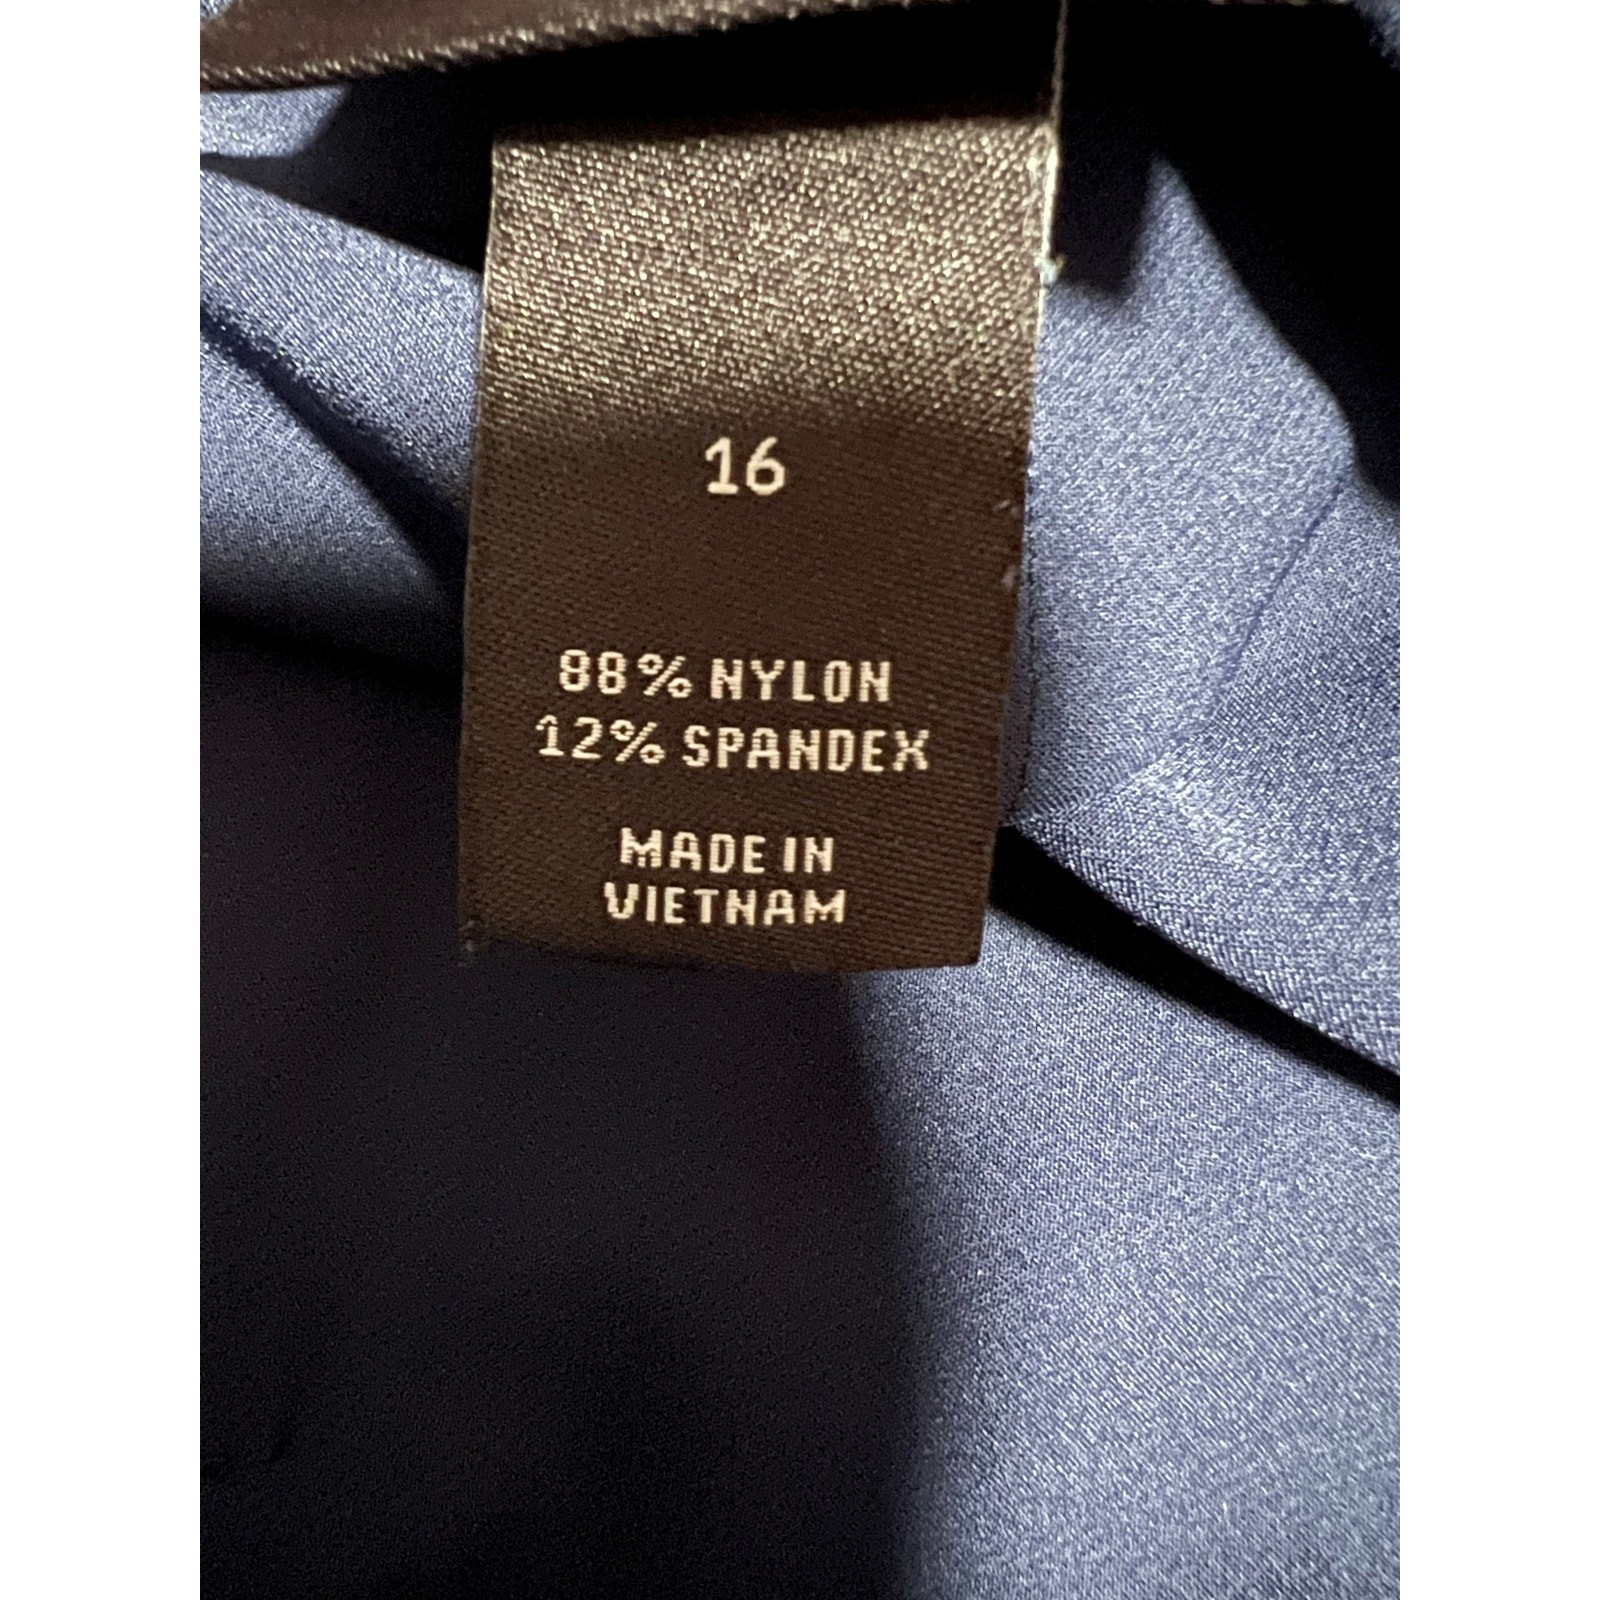 16
88% NYLON
12% SPANDEX
MADE IN
VIETNAM